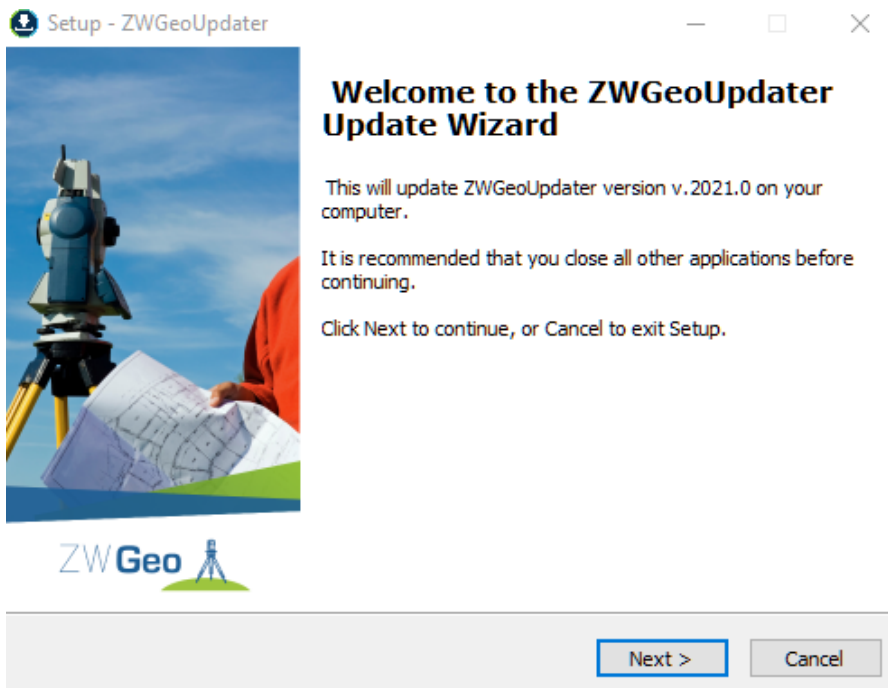 Setup - ZWGeoUpdater
Welcome to the ZWGeoUpdater
Update Wizard
This will update ZWGeoUpdater version v.2021.0 on your
computer.
It is recommended that you close all other applications before
continuing.
Click Next to continue, or Cancel to exit Setup.
ZWGeo
Next >
Cancel